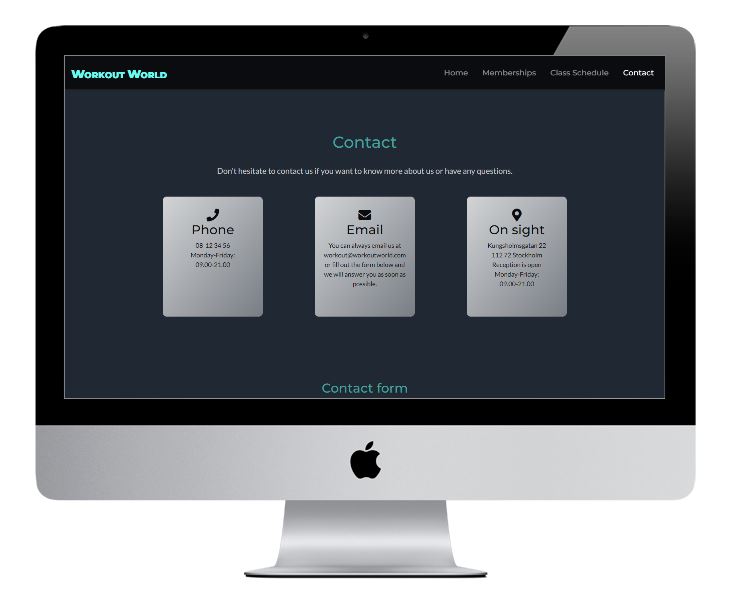 WORKOUT WORLD
Home Memberships Class Schedule Contact
Contact
Don't hesitate to contact us if you want to know more about us or have any questions.
Phone
08 12 34 56
Monday-Friday:
09.00-21.00
Email
You can always email us at
workout@workoutworld.com
or fill out the form below and
we will answer you as soon as
possible.
On sight
Kungsholmsgatan 22
112 72 Stockholm
Reception is open
Monday-Friday:
09.00-21.00
Contact form